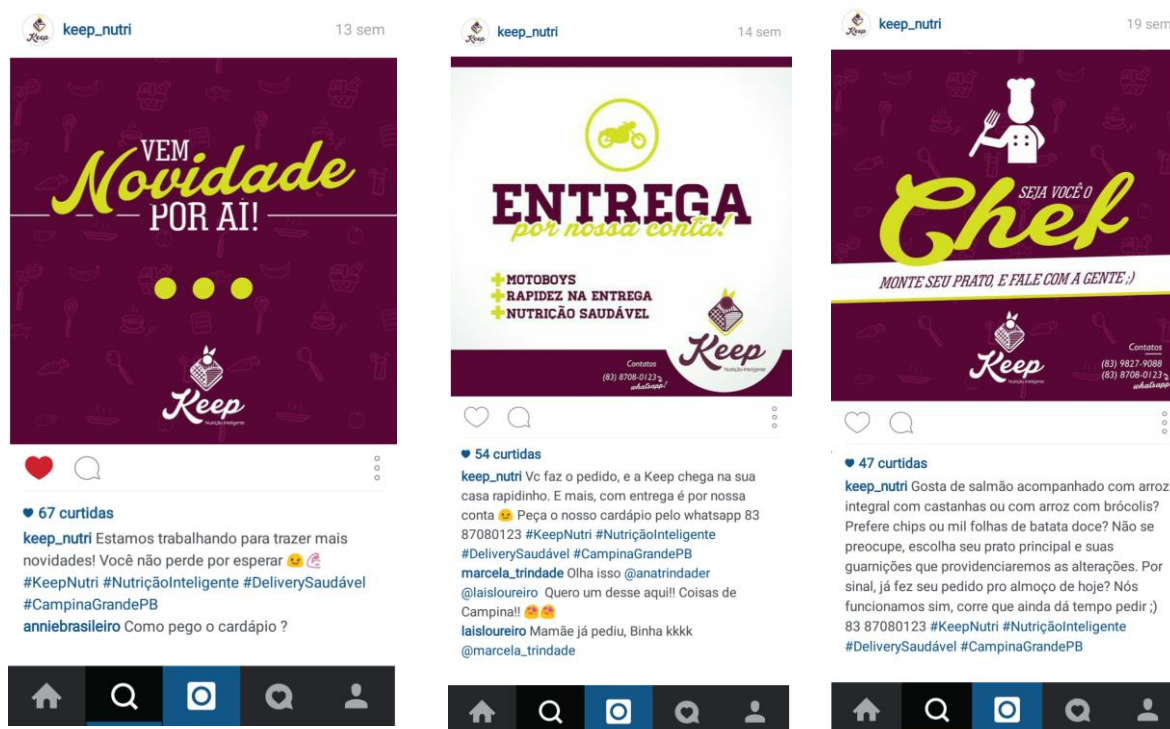 keep_nutri 13 sem
VEM
Novidade
POR AÍ!
Keep
Nutrição Inteligente
67 curtidas
keep_nutri Estamos trabalhando para trazer mais
novidades! Você não perde por esperar 😉 💪
#KeepNutri #NutriçãoInteligente #DeliverySaudável
#CampinaGrandePB
anniebrasileiro Como pego o cardápio ?
keep_nutri 14 sem
ENTREGA
por nossa conta!
+MOTOBOYS
+RAPIDEZ NA ENTREGA
+NUTRIÇÃO SAUDÁVEL
Keep
Nutrição Inteligente
Contatos
(83) 8708-0123
whatsapp!
54 curtidas
keep_nutri Vc faz o pedido, e a Keep chega na sua
casa rapidinho. E mais, com entrega é por nossa
conta 😉 Peça o nosso cardápio pelo whatsapp 83
87080123 #KeepNutri #NutriçãoInteligente
#DeliverySaudável #CampinaGrandePB
marcela_trindade Olha isso @anatrindader
@laisloureiro Quero um desse aqui!! Coisas de
Campina!! 😍😍
laisloureiro Mamãe já pediu, Binha kkkk
@marcela_trindade
keep_nutri 19 sem
SEJA VOCÊ O
Chef
MONTE SEU PRATO, E FALE COM A GENTE ;)
Keep
Nutrição Inteligente
Contatos
(83) 9827-9088
(83) 8708-0123
whatsapp!
47 curtidas
keep_nutri Gosta de salmão acompanhado com arroz
integral com castanhas ou com arroz com brócolis?
Prefere chips ou mil folhas de batata doce? Não se
preocupe, escolha seu prato principal e suas
guarnições que providenciaremos as alterações. Por
sinal, já fez seu pedido pro almoço de hoje? Nós
funcionamos sim, corre que ainda dá tempo pedir ;)
83 87080123 #KeepNutri #NutriçãoInteligente
#DeliverySaudável #CampinaGrandePB